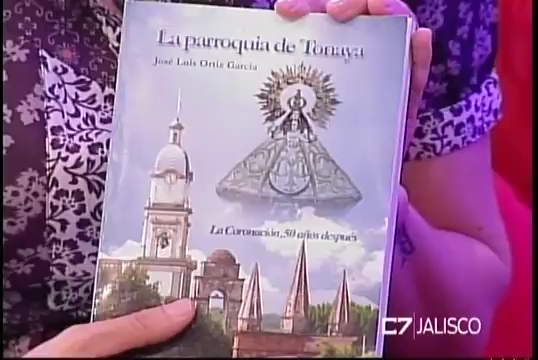 La parroquia de Tonaya
José Luis Ortiz García
La Coronación, 50 años después
C7 JALISCO